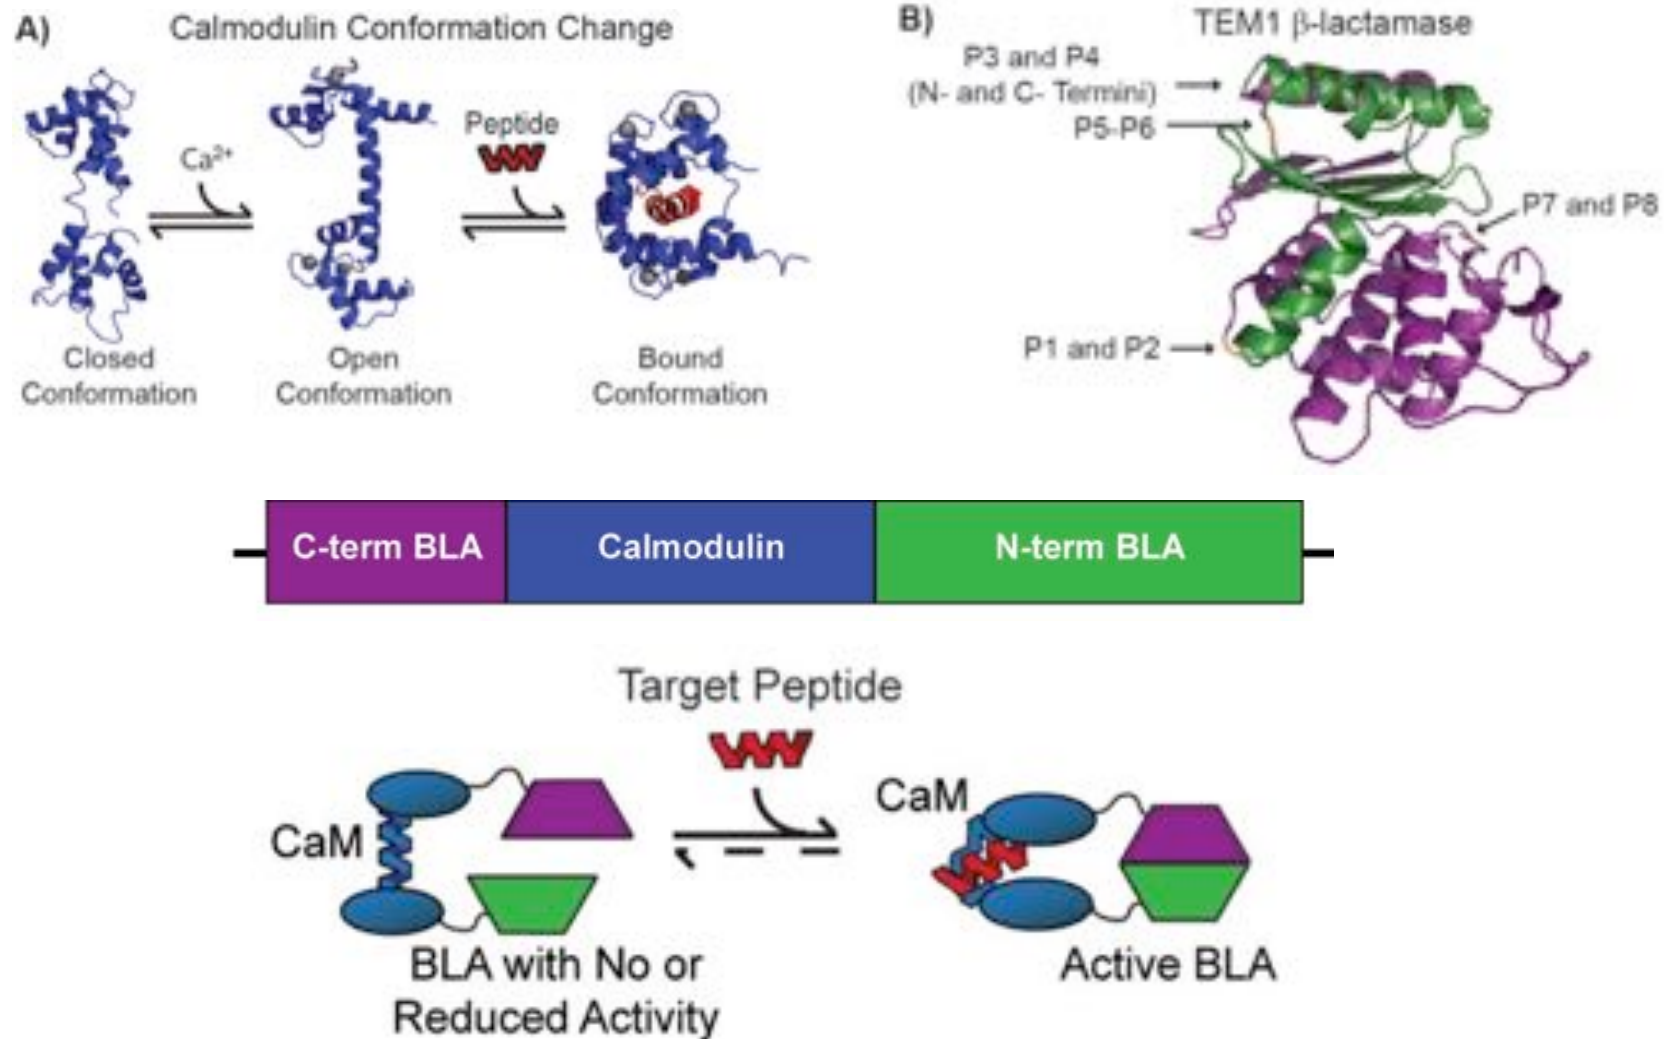 A)
Calmodulin Conformation Change
Ca²⁺
Peptide
Closed
Conformation
Open
Conformation
Bound
Conformation
B)
TEM1 β-lactamase
P3 and P4
(N- and C- Termini)
P5-P6
P7 and P8
P1 and P2
C-term BLA
Calmodulin
N-term BLA
Target Peptide
CaM
CaM
BLA with No or
Reduced Activity
Active BLA